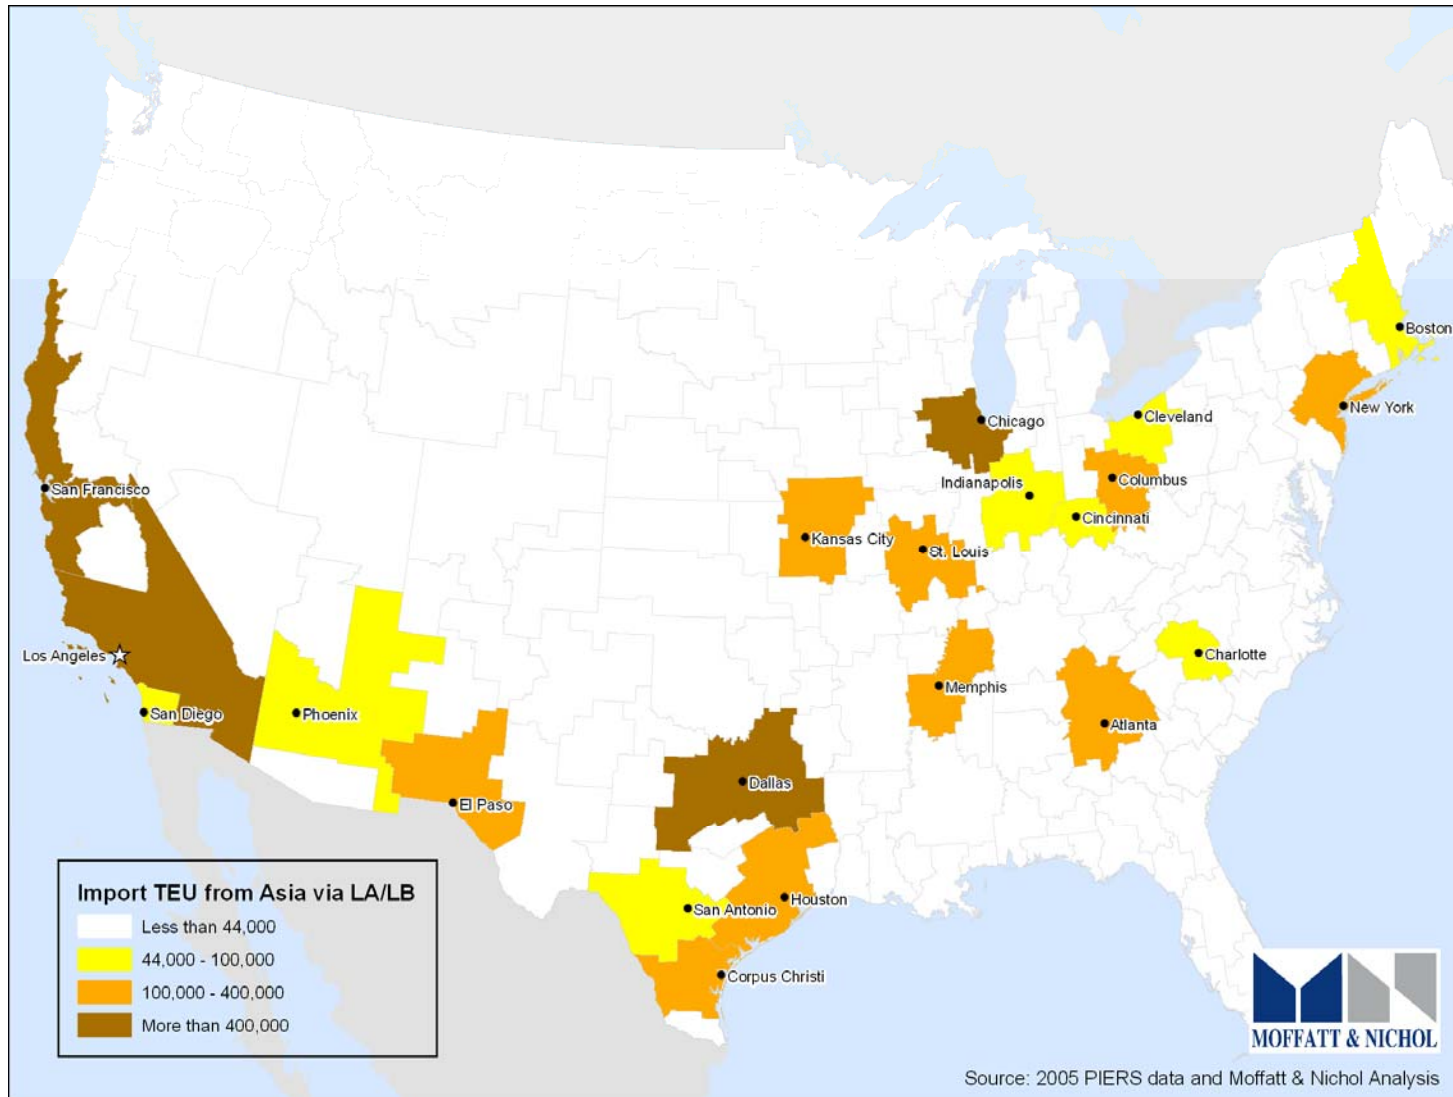 Boston
New York
Cleveland
Chicago
Columbus
Indianapolis
San Francisco
Cincinnati
Kansas City
St. Louis
Los Angeles
Charlotte
Memphis
San Diego
Phoenix
Atlanta
Dallas
El Paso
Houston
San Antonio
Corpus Christi
Import TEU from Asia via LA/LB
Less than 44,000
44,000 - 100,000
100,000 - 400,000
More than 400,000
MOFFATT & NICHOL
Source: 2005 PIERS data and Moffatt & Nichol Analysis